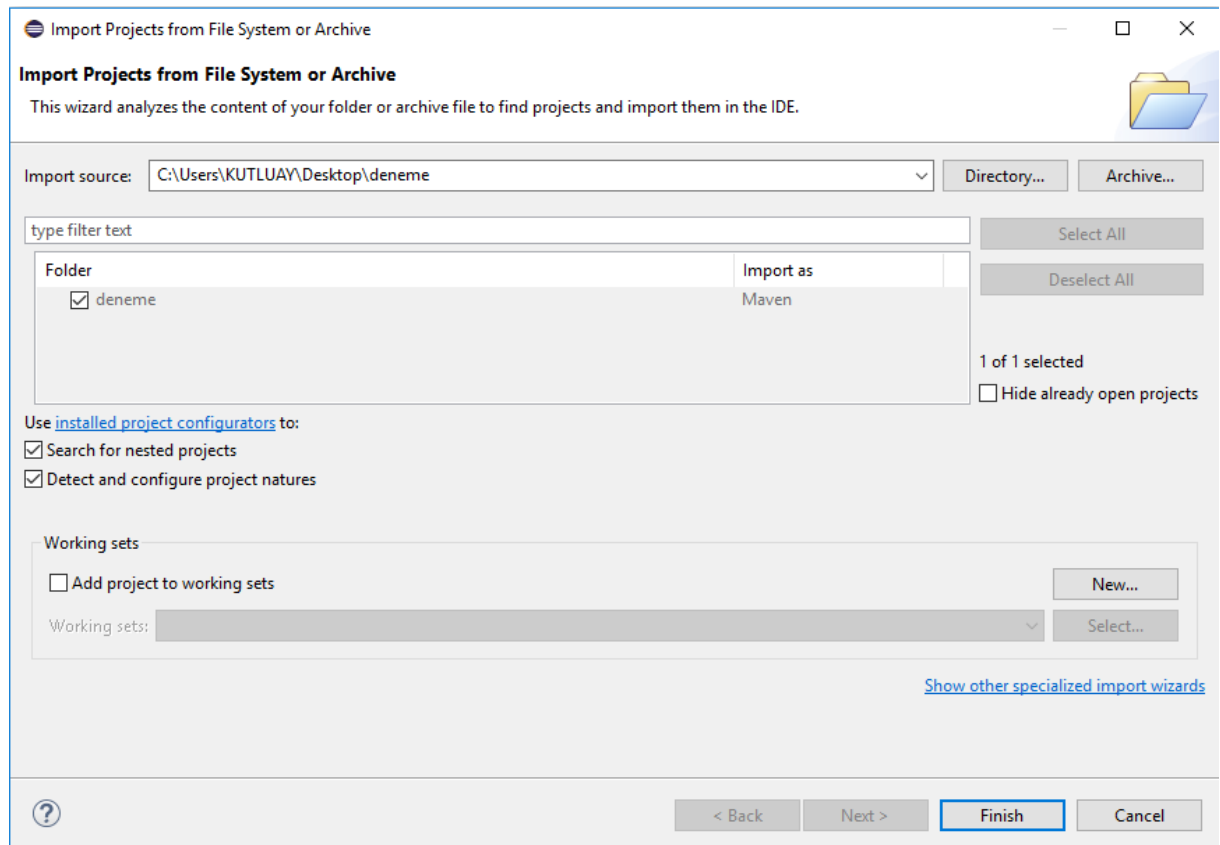 Import Projects from File System or Archive
Import Projects from File System or Archive
This wizard analyzes the content of your folder or archive file to find projects and import them in the IDE.
Import source: C:\Users\KUTLUAY\Desktop\deneme Directory... Archive...
type filter text Select All
Folder Import as Deselect All
deneme Maven
1 of 1 selected
Hide already open projects
Use installed project configurators to:
Search for nested projects
Detect and configure project natures
Working sets
Add project to working sets New...
Working sets: Select...
Show other specialized import wizards
? < Back Next > Finish Cancel